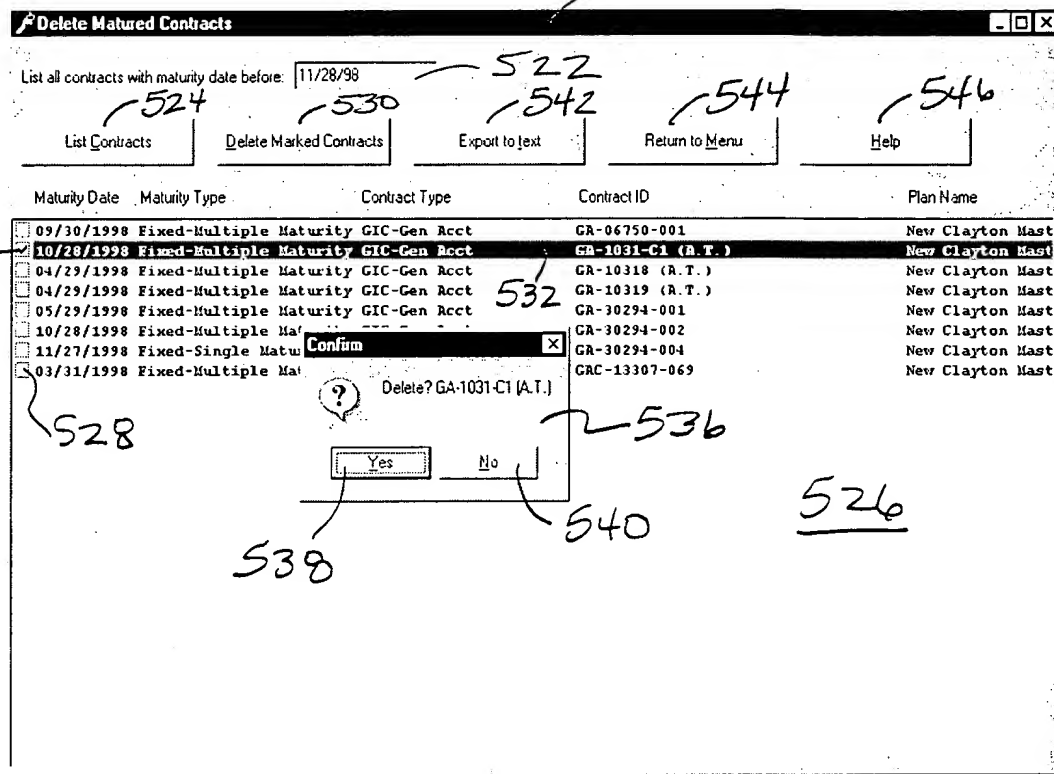 Delete Matured Contracts
List all contracts with maturity date before: 11/28/98
522
524 530 542 544 546
List Contracts Delete Marked Contracts Export to text Return to Menu Help
Maturity Date Maturity Type Contract Type Contract ID Plan Name
09/30/1998 Fixed-Multiple Maturity GIC-Gen Acct GA-06750-001 New Clayton Mast
10/28/1998 Fixed-Multiple Maturity GIC-Gen Acct GA-1031-C1 (A.T.) New Clayton Mast
04/29/1998 Fixed-Multiple Maturity GIC-Gen Acct GA-10318 (A.T.) New Clayton Mast
04/29/1998 Fixed-Multiple Maturity GIC-Gen Acct 532 GA-10319 (A.T.) New Clayton Mast
05/29/1998 Fixed-Multiple Maturity GIC-Gen Acct GA-30294-001 New Clayton Mast
10/28/1998 Fixed-Multiple Mat GA-30294-002 New Clayton Mast
11/27/1998 Fixed-Single Matu GA-30294-004 New Clayton Mast
03/31/1998 Fixed-Multiple Mat GAC-13307-069 New Clayton Mast
Confirm
Delete? GA-1031-C1 (A.T.)
528
536
Yes No
526
540
538